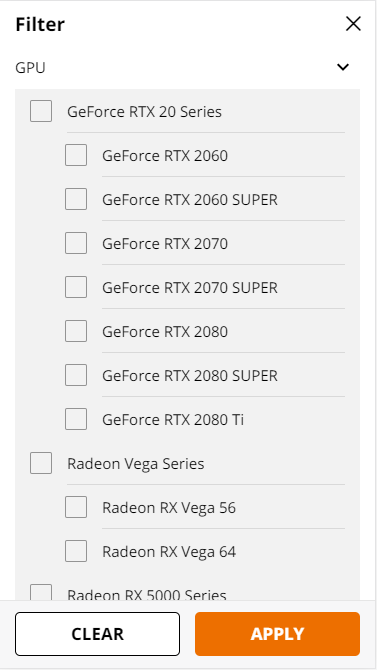 Filter
GPU
GeForce RTX 20 Series
GeForce RTX 2060
GeForce RTX 2060 SUPER
GeForce RTX 2070
GeForce RTX 2070 SUPER
GeForce RTX 2080
GeForce RTX 2080 SUPER
GeForce RTX 2080 Ti
Radeon Vega Series
Radeon RX Vega 56
Radeon RX Vega 64
Radeon RX 5000 Series
CLEAR
APPLY